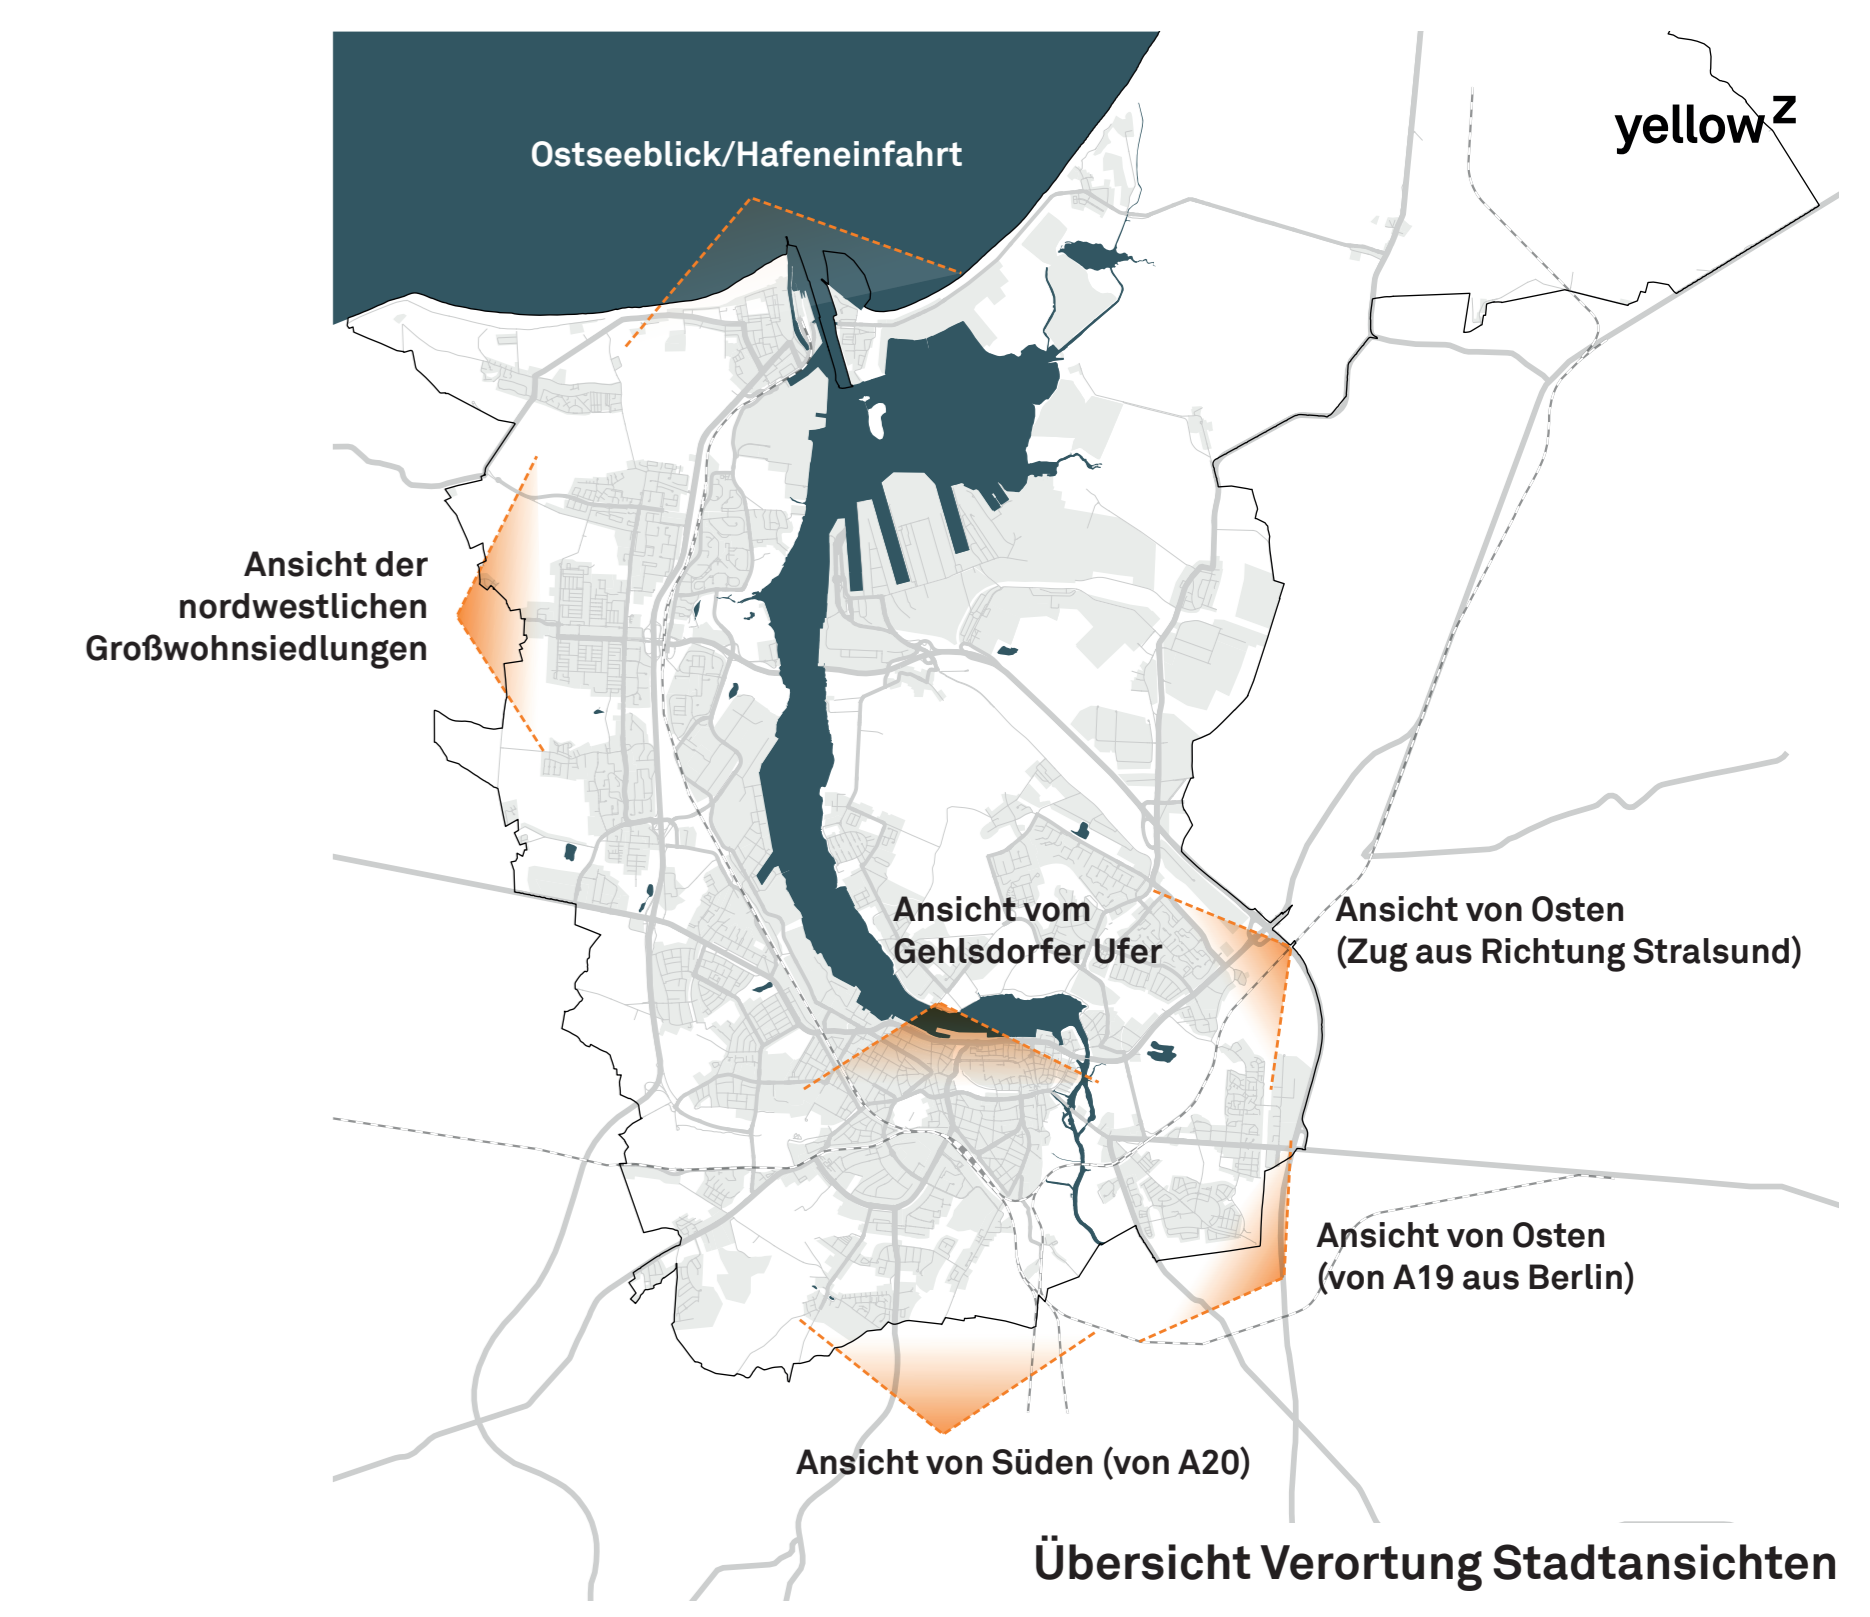 yellow z
Ostseeblick/Hafeneinfahrt
Ansicht der
nordwestlichen
Großwohnsiedlungen
Ansicht vom
Gehlsdorfer Ufer
Ansicht von Osten
(Zug aus Richtung Stralsund)
Ansicht von Osten
(von A19 aus Berlin)
Ansicht von Süden (von A20)
Übersicht Verortung Stadtansichten